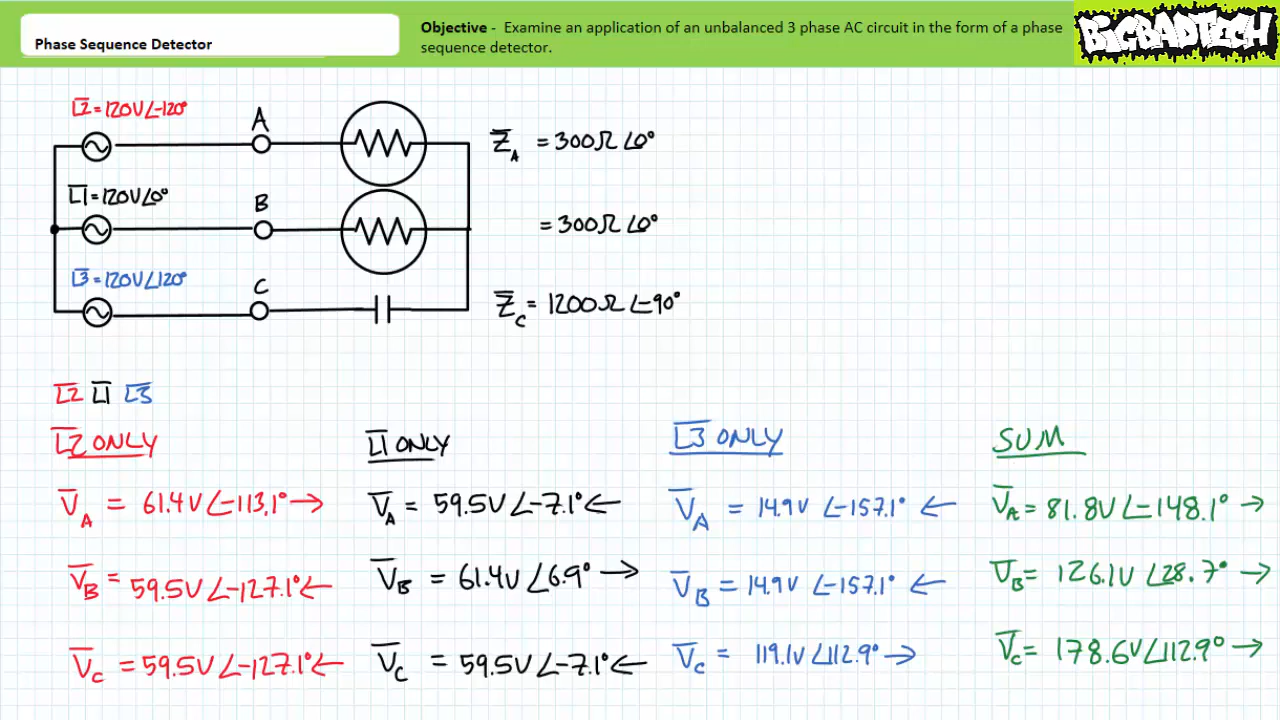 Phase Sequence Detector
Objective - Examine an application of an unbalanced 3 phase AC circuit in the form of a phase
sequence detector.
BIGBADTECH
L̅2̅ = 120V∠-120°
A
Z̅A = 300Ω∠0°
L̅1̅ = 120V∠0°
B
= 300Ω∠0°
L̅3̅ = 120V∠120°
C
Z̅C = 1200Ω∠-90°
L̅2̅ L̅1̅ L̅3̅
L̅2̅ ONLY
L̅1̅ ONLY
L̅3̅ ONLY
SUM
V̅A = 61.4V∠-113.1° →
V̅A = 59.5V∠-7.1° ←
V̅A = 14.9V∠-157.1° ←
V̅A = 81.8V∠-148.1° →
V̅B = 59.5V∠-127.1° ←
V̅B = 61.4V∠6.9° →
V̅B = 14.9V∠-157.1° ←
V̅B = 126.1V∠28.7° →
V̅C = 59.5V∠-127.1° ←
V̅C = 59.5V∠-7.1° ←
V̅C = 119.1V∠112.9° →
V̅C = 178.6V∠112.9° →